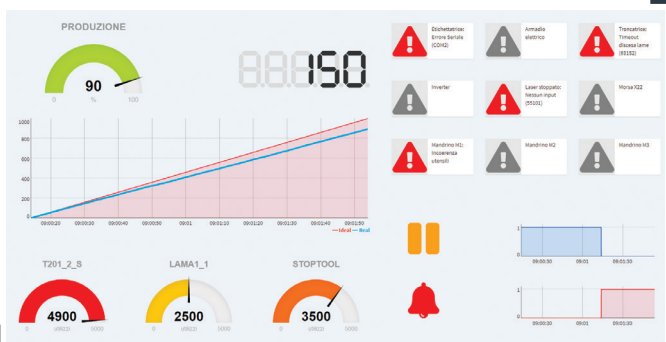 PRODUZIONE
90
0 % 100
150
Etichettatrice:
Errore Seriale
(COM2)
Armadio
elettrico
Troncatrice:
Timeout
discesa lame
(65152)
Inverter
Laser stoppato:
Nessun input
(55101)
Morsa X22
Mandrino M1:
Incoerenza
utensili
Mandrino M2
Mandrino M3
1000
800
600
400
200
0
09:00:20 09:00:30 09:00:40 09:00:50 09:01 09:01:10 09:01:20 09:01:30 09:01:40 09:01:50
Ideal Real
1
0
09:00:30 09:01 09:01:30
1
0
09:00:30 09:01 09:01:30
T201_2_S
4900
0 utilizzi 5000
LAMA1_1
2500
0 utilizzi 5000
STOPTOOL
3500
0 utilizzi 5000